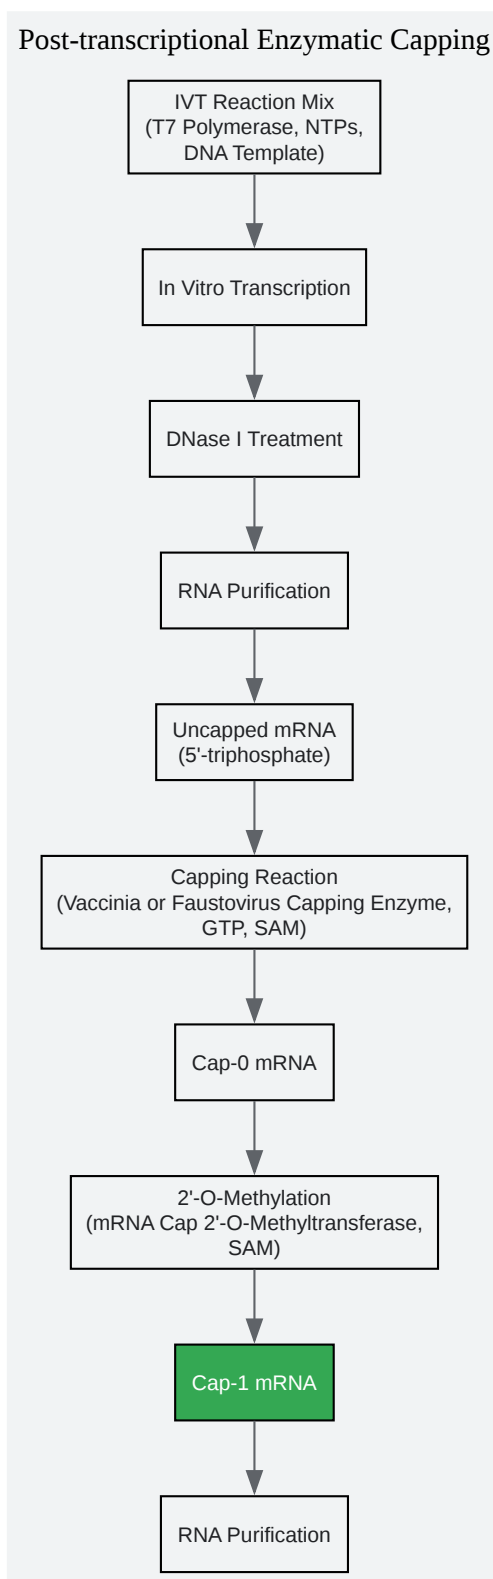 Post-transcriptional Enzymatic Capping
IVT Reaction Mix
(T7 Polymerase, NTPs,
DNA Template)
In Vitro Transcription
DNase I Treatment
RNA Purification
Uncapped mRNA
(5'-triphosphate)
Capping Reaction
(Vaccinia or Faustovirus Capping Enzyme,
GTP, SAM)
Cap-0 mRNA
2'-O-Methylation
(mRNA Cap 2'-O-Methyltransferase,
SAM)
Cap-1 mRNA
RNA Purification